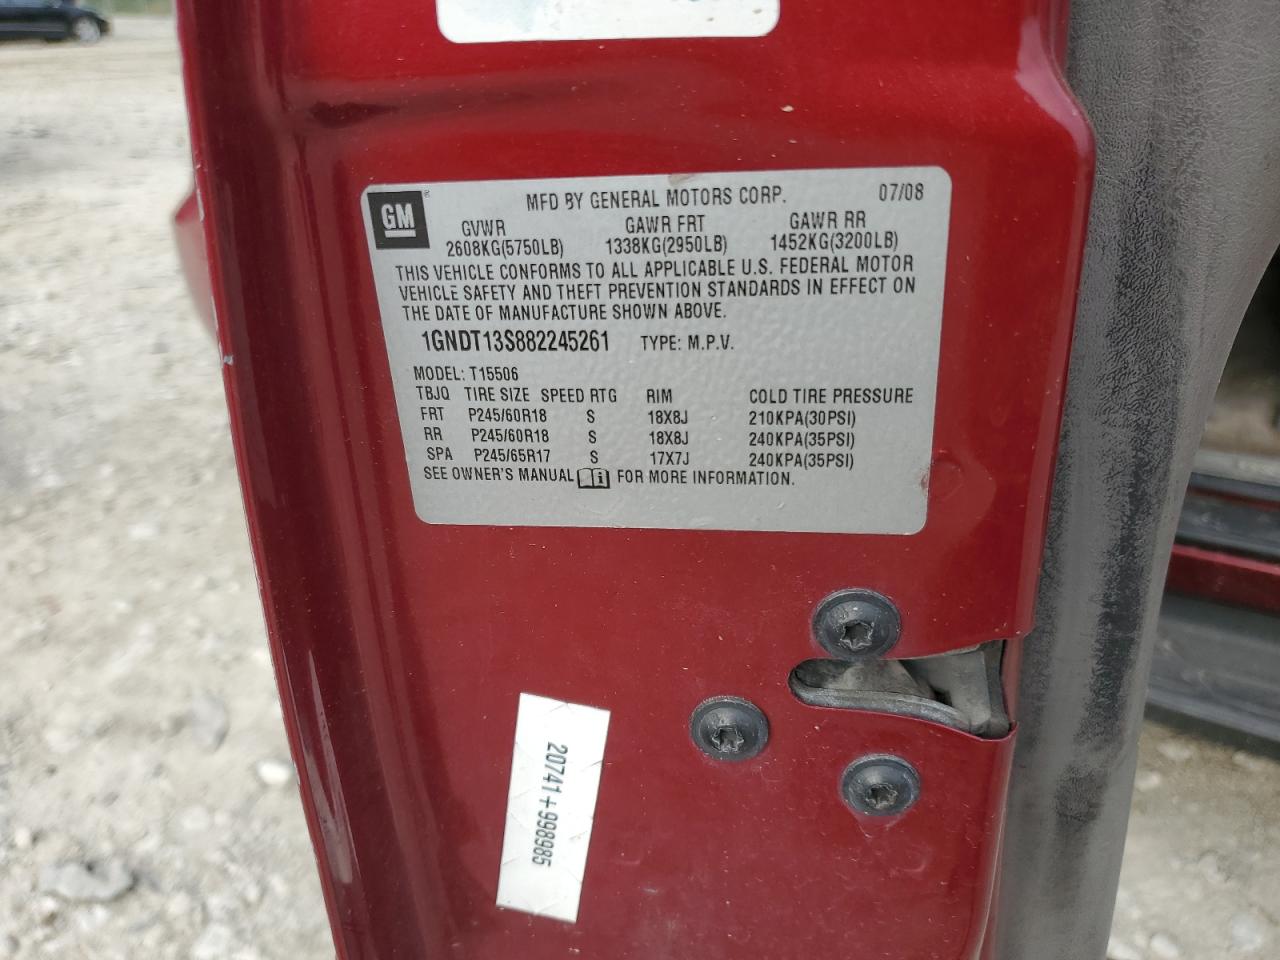 GM ® MFD BY GENERAL MOTORS CORP. 07/08
GVWR GAWR FRT GAWR RR
2608KG(5750LB) 1338KG(2950LB) 1452KG(3200LB)
THIS VEHICLE CONFORMS TO ALL APPLICABLE U.S. FEDERAL MOTOR
VEHICLE SAFETY AND THEFT PREVENTION STANDARDS IN EFFECT ON
THE DATE OF MANUFACTURE SHOWN ABOVE.
1GNDT13S882245261 TYPE: M.P.V.
MODEL: T15506
TBJQ TIRE SIZE SPEED RTG RIM COLD TIRE PRESSURE
FRT P245/60R18 S 18X8J 210KPA(30PSI)
RR P245/60R18 S 18X8J 240KPA(35PSI)
SPA P245/65R17 S 17X7J 240KPA(35PSI)
SEE OWNER'S MANUAL i FOR MORE INFORMATION.
20741+998985